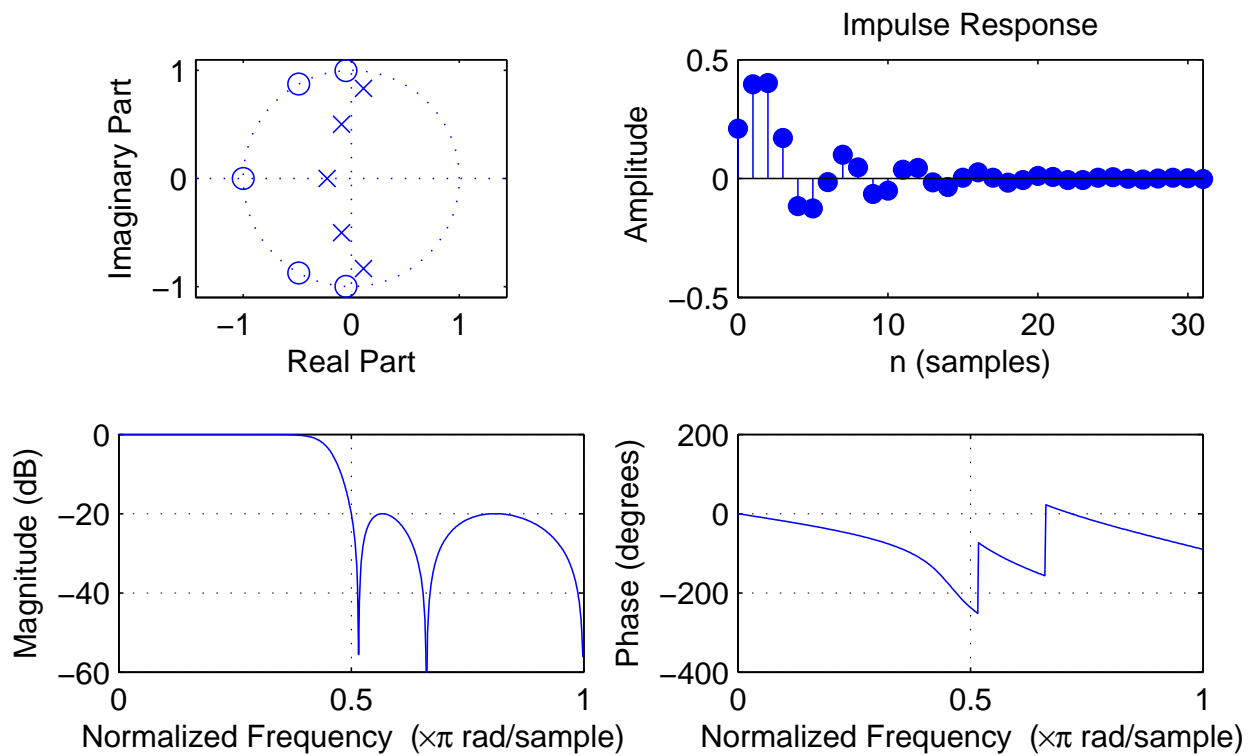 Impulse Response
1
0
−1
Imaginary Part
−1 0 1
Real Part
0.5
0
−0.5
Amplitude
0 10 20 30
n (samples)
0
−20
−40
−60
Magnitude (dB)
0 0.5 1
Normalized Frequency (×π rad/sample)
200
0
−200
−400
Phase (degrees)
0 0.5 1
Normalized Frequency (×π rad/sample)